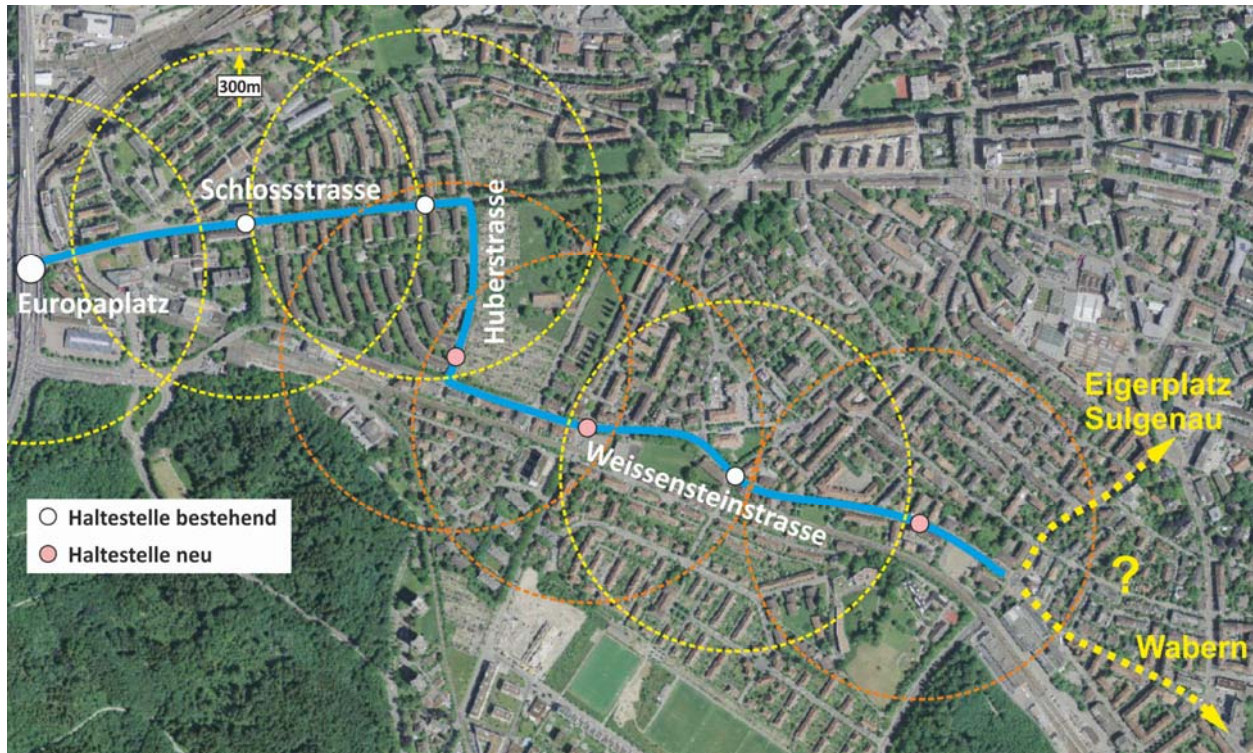 300m
Schlossstrasse
Europaplatz
Huberstrasse
Weissensteinstrasse
Eigerplatz
Sulgenau
?
Wabern
Haltestelle bestehend
Haltestelle neu